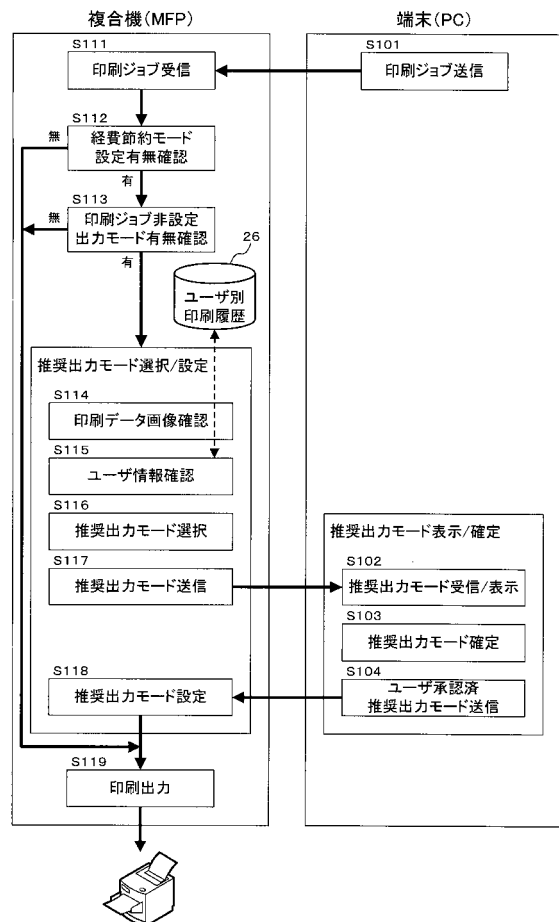 複合機(MFP)
端末(PC)
S111
印刷ジョブ受信
S101
印刷ジョブ送信
S112
経費節約モード
設定有無確認
無
有
S113
印刷ジョブ非設定
出力モード有無確認
無
有
26
ユーザ別
印刷履歴
推奨出力モード選択/設定
S114
印刷データ画像確認
S115
ユーザ情報確認
S116
推奨出力モード選択
S117
推奨出力モード送信
推奨出力モード表示/確定
S102
推奨出力モード受信/表示
S103
推奨出力モード確定
S104
ユーザ承認済
推奨出力モード送信
S118
推奨出力モード設定
S119
印刷出力